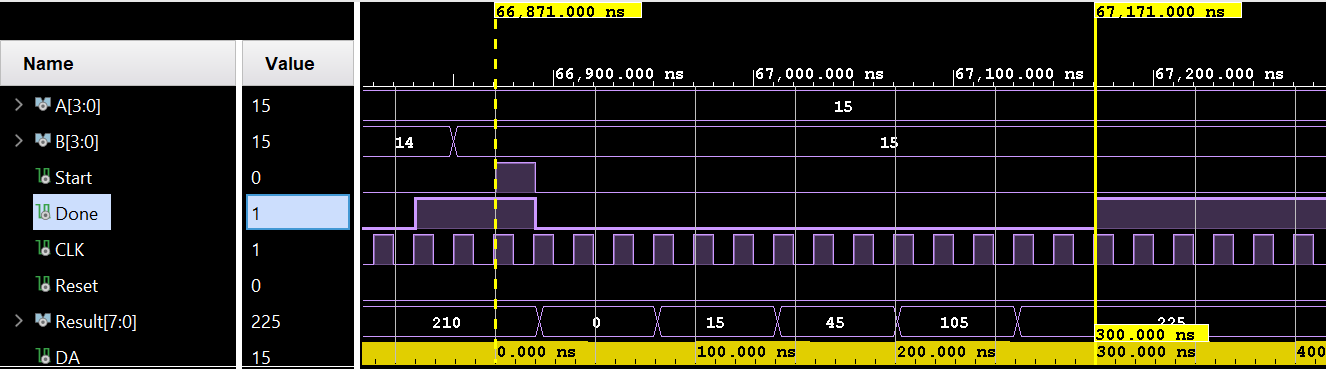 66,871.000 ns 67,171.000 ns
Name Value
66,900.000 ns 67,000.000 ns 67,100.000 ns 67,200.000 ns
A[3:0] 15 15
B[3:0] 15 14 15
Start 0
Done 1
CLK 1
Reset 0
Result[7:0] 225 210 0 15 45 105 225
300.000 ns
DA 15 0.000 ns 100.000 ns 200.000 ns 300.000 ns 400